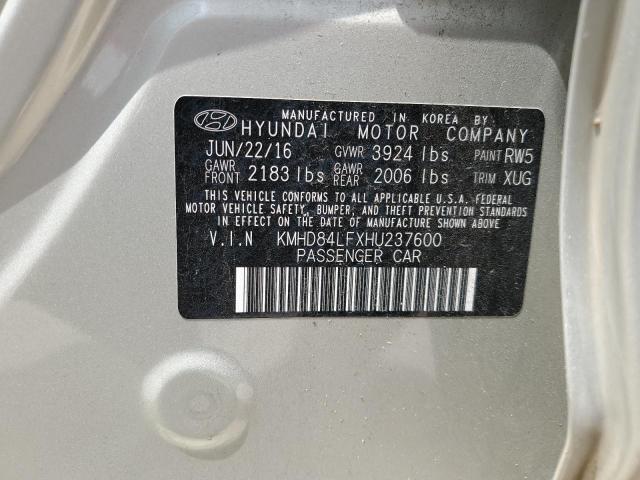 MANUFACTURED IN KOREA BY
HYUNDAI MOTOR COMPANY
JUN/22/16 GVWR 3924 lbs PAINT RW5
GAWR FRONT 2183 lbs GAWR REAR 2006 lbs TRIM XUG
THIS VEHICLE CONFORMS TO ALL APPLICABLE U.S.A. FEDERAL
MOTOR VEHICLE SAFETY, BUMPER, AND THEFT PREVENTION
STANDARDS IN EFFECT ON THE DATE OF MANUFACTURE SHOWN ABOVE
V.I.N KMHD84LFXHU237600
PASSENGER CAR